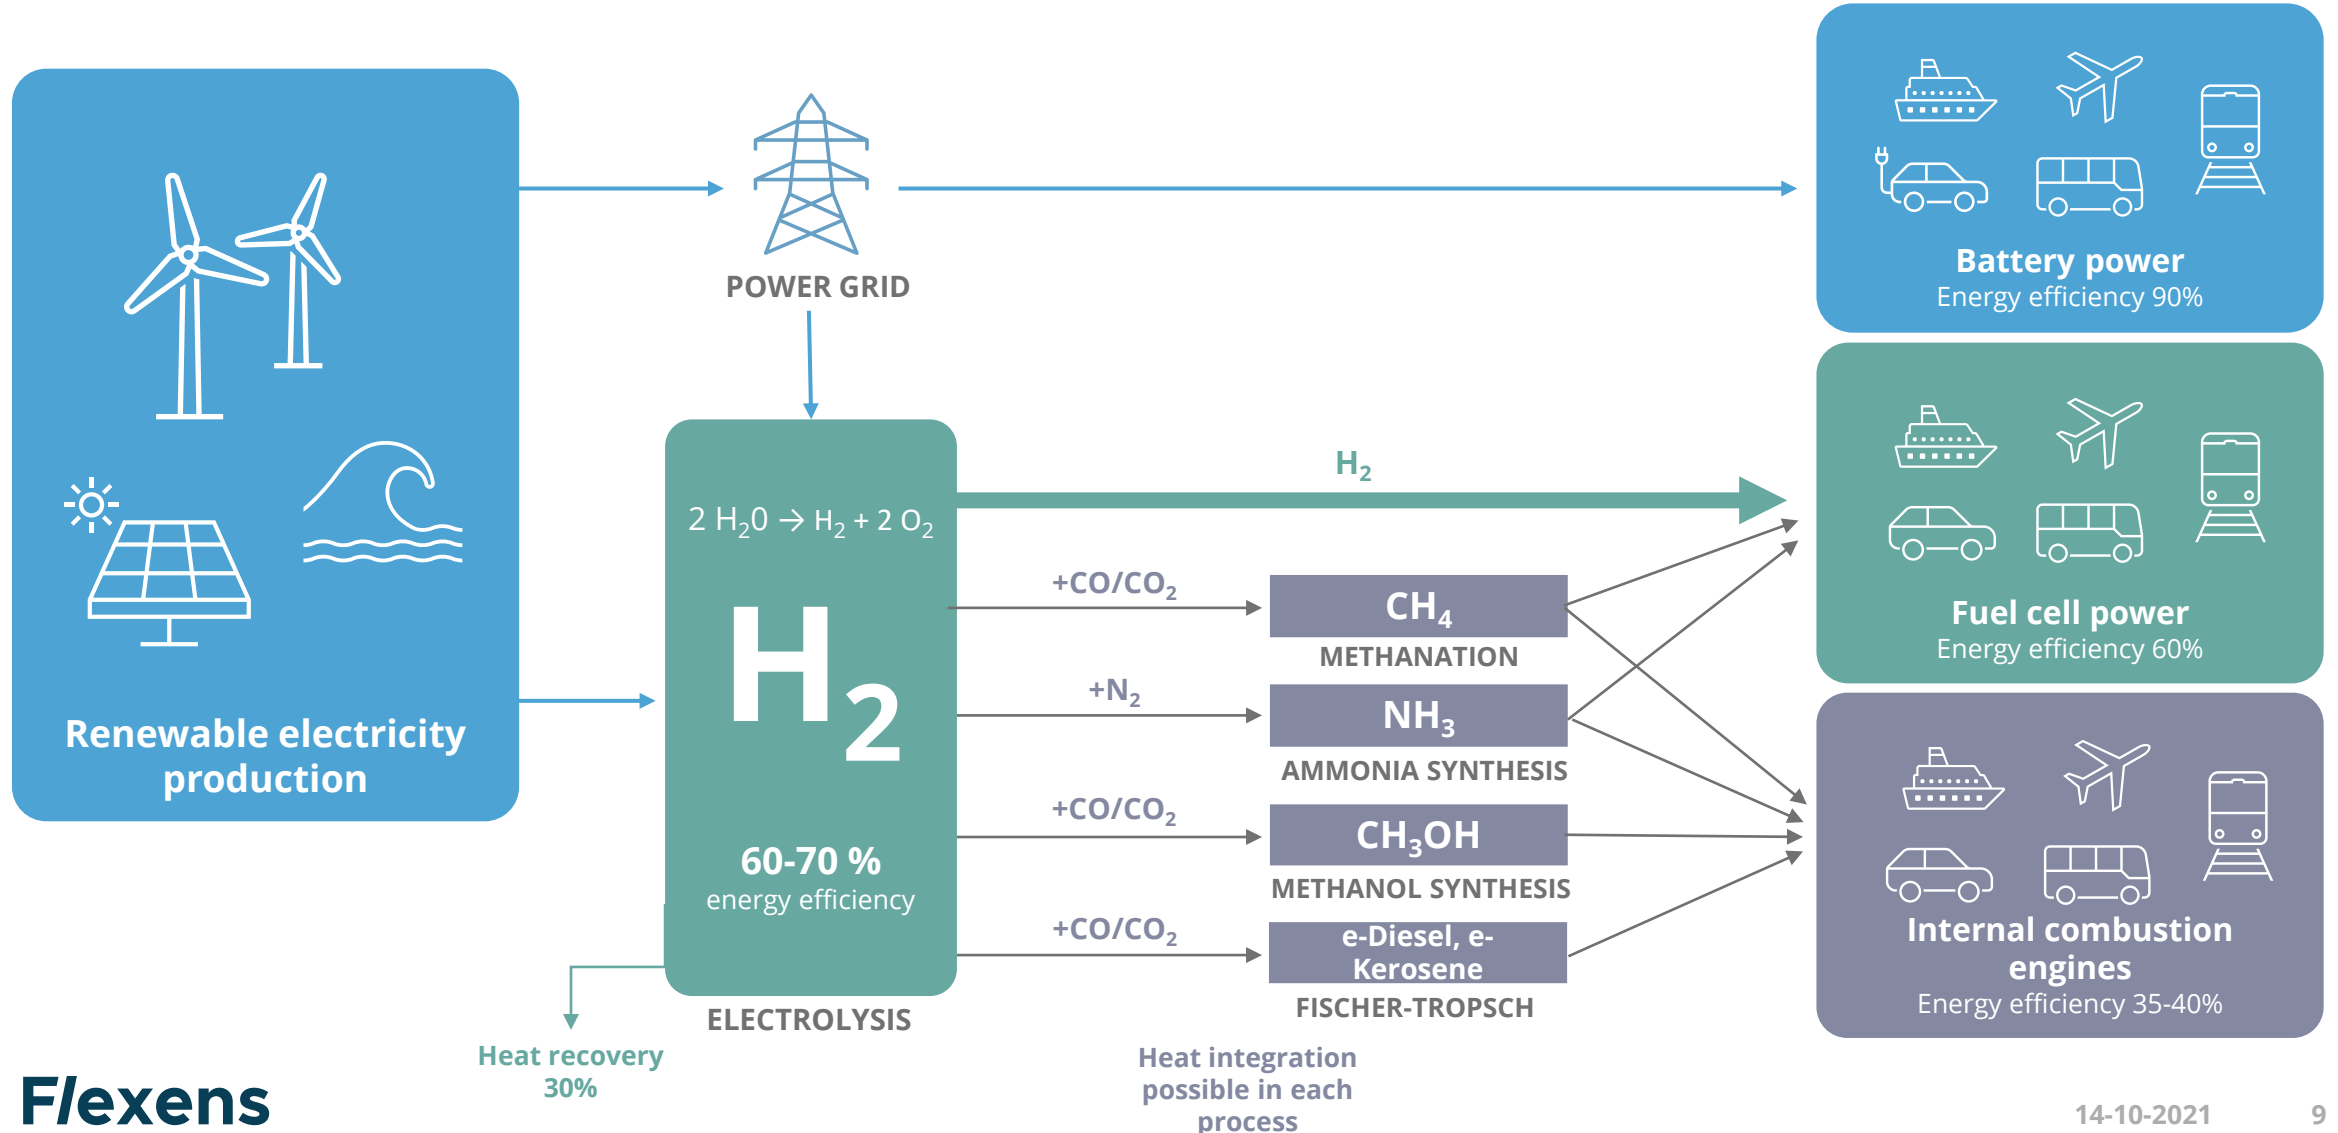 Renewable electricity
production
POWER GRID
2 H₂0 → H₂ + 2 O₂
H₂
60-70 %
energy efficiency
ELECTROLYSIS
Heat recovery
30%
H₂
+CO/CO₂
CH₄
METHANATION
+N₂
NH₃
AMMONIA SYNTHESIS
+CO/CO₂
CH₃OH
METHANOL SYNTHESIS
+CO/CO₂
e-Diesel, e-
Kerosene
FISCHER-TROPSCH
Heat integration
possible in each
process
Battery power
Energy efficiency 90%
Fuel cell power
Energy efficiency 60%
Internal combustion
engines
Energy efficiency 35-40%
Flexens
14-10-2021
9